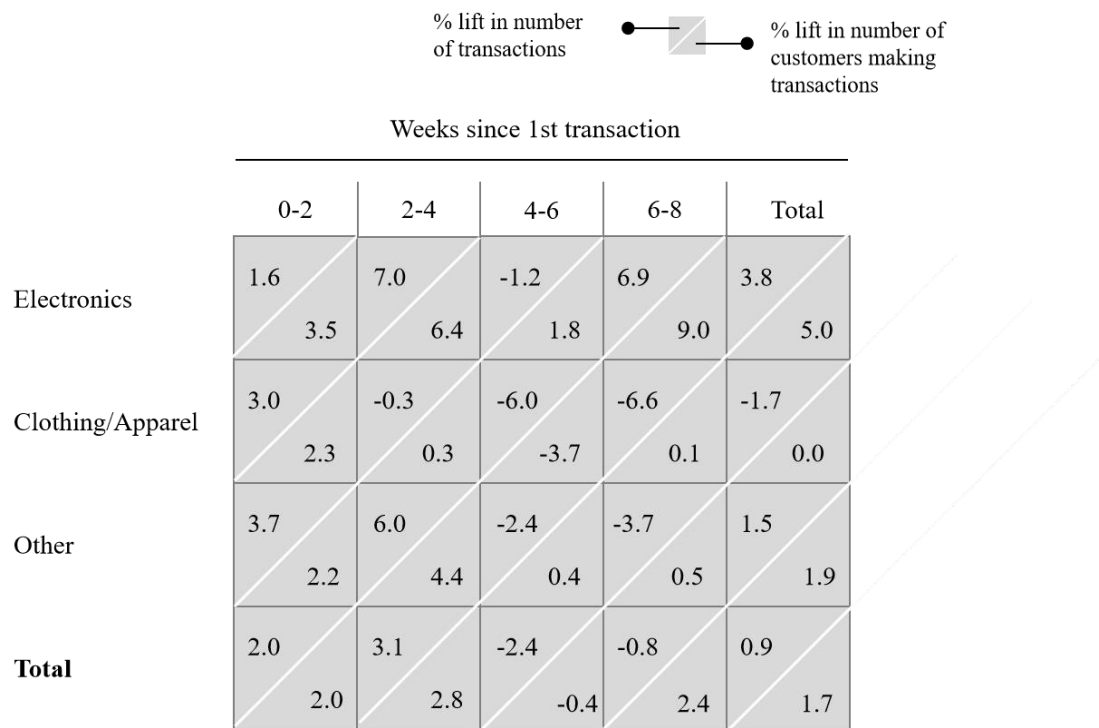 % lift in number
of transactions
% lift in number of
customers making
transactions
Weeks since 1st transaction
0-2 2-4 4-6 6-8 Total
Electronics
1.6 7.0 -1.2 6.9 3.8
3.5 6.4 1.8 9.0 5.0
Clothing/Apparel
3.0 -0.3 -6.0 -6.6 -1.7
2.3 0.3 -3.7 0.1 0.0
Other
3.7 6.0 -2.4 -3.7 1.5
2.2 4.4 0.4 0.5 1.9
Total
2.0 3.1 -2.4 -0.8 0.9
2.0 2.8 -0.4 2.4 1.7